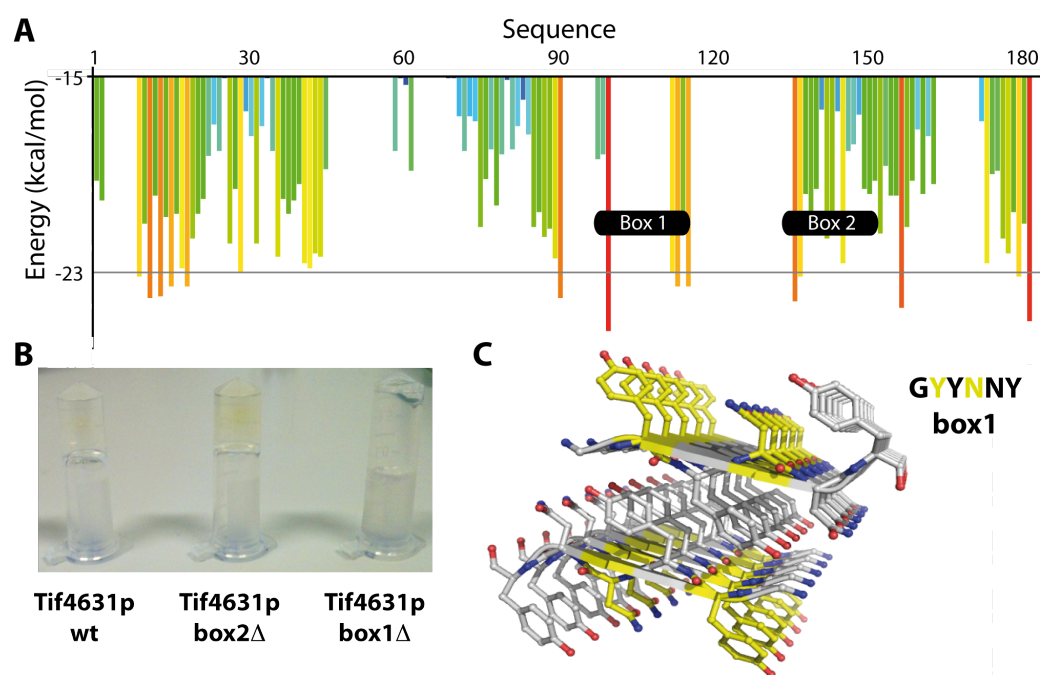 A
Sequence
1 30 60 90 120 150 180
Energy (kcal/mol)
-15
-23
Box 1
Box 2
B
Tif4631p
wt
Tif4631p
box2Δ
Tif4631p
box1Δ
C
GYYNNY
box1